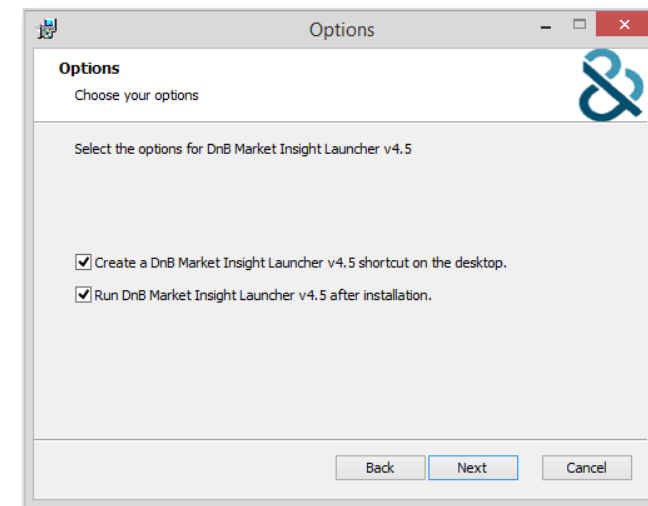 Options
Options
Choose your options
Select the options for DnB Market Insight Launcher v4.5
Create a DnB Market Insight Launcher v4.5 shortcut on the desktop.
Run DnB Market Insight Launcher v4.5 after installation.
Back Next Cancel